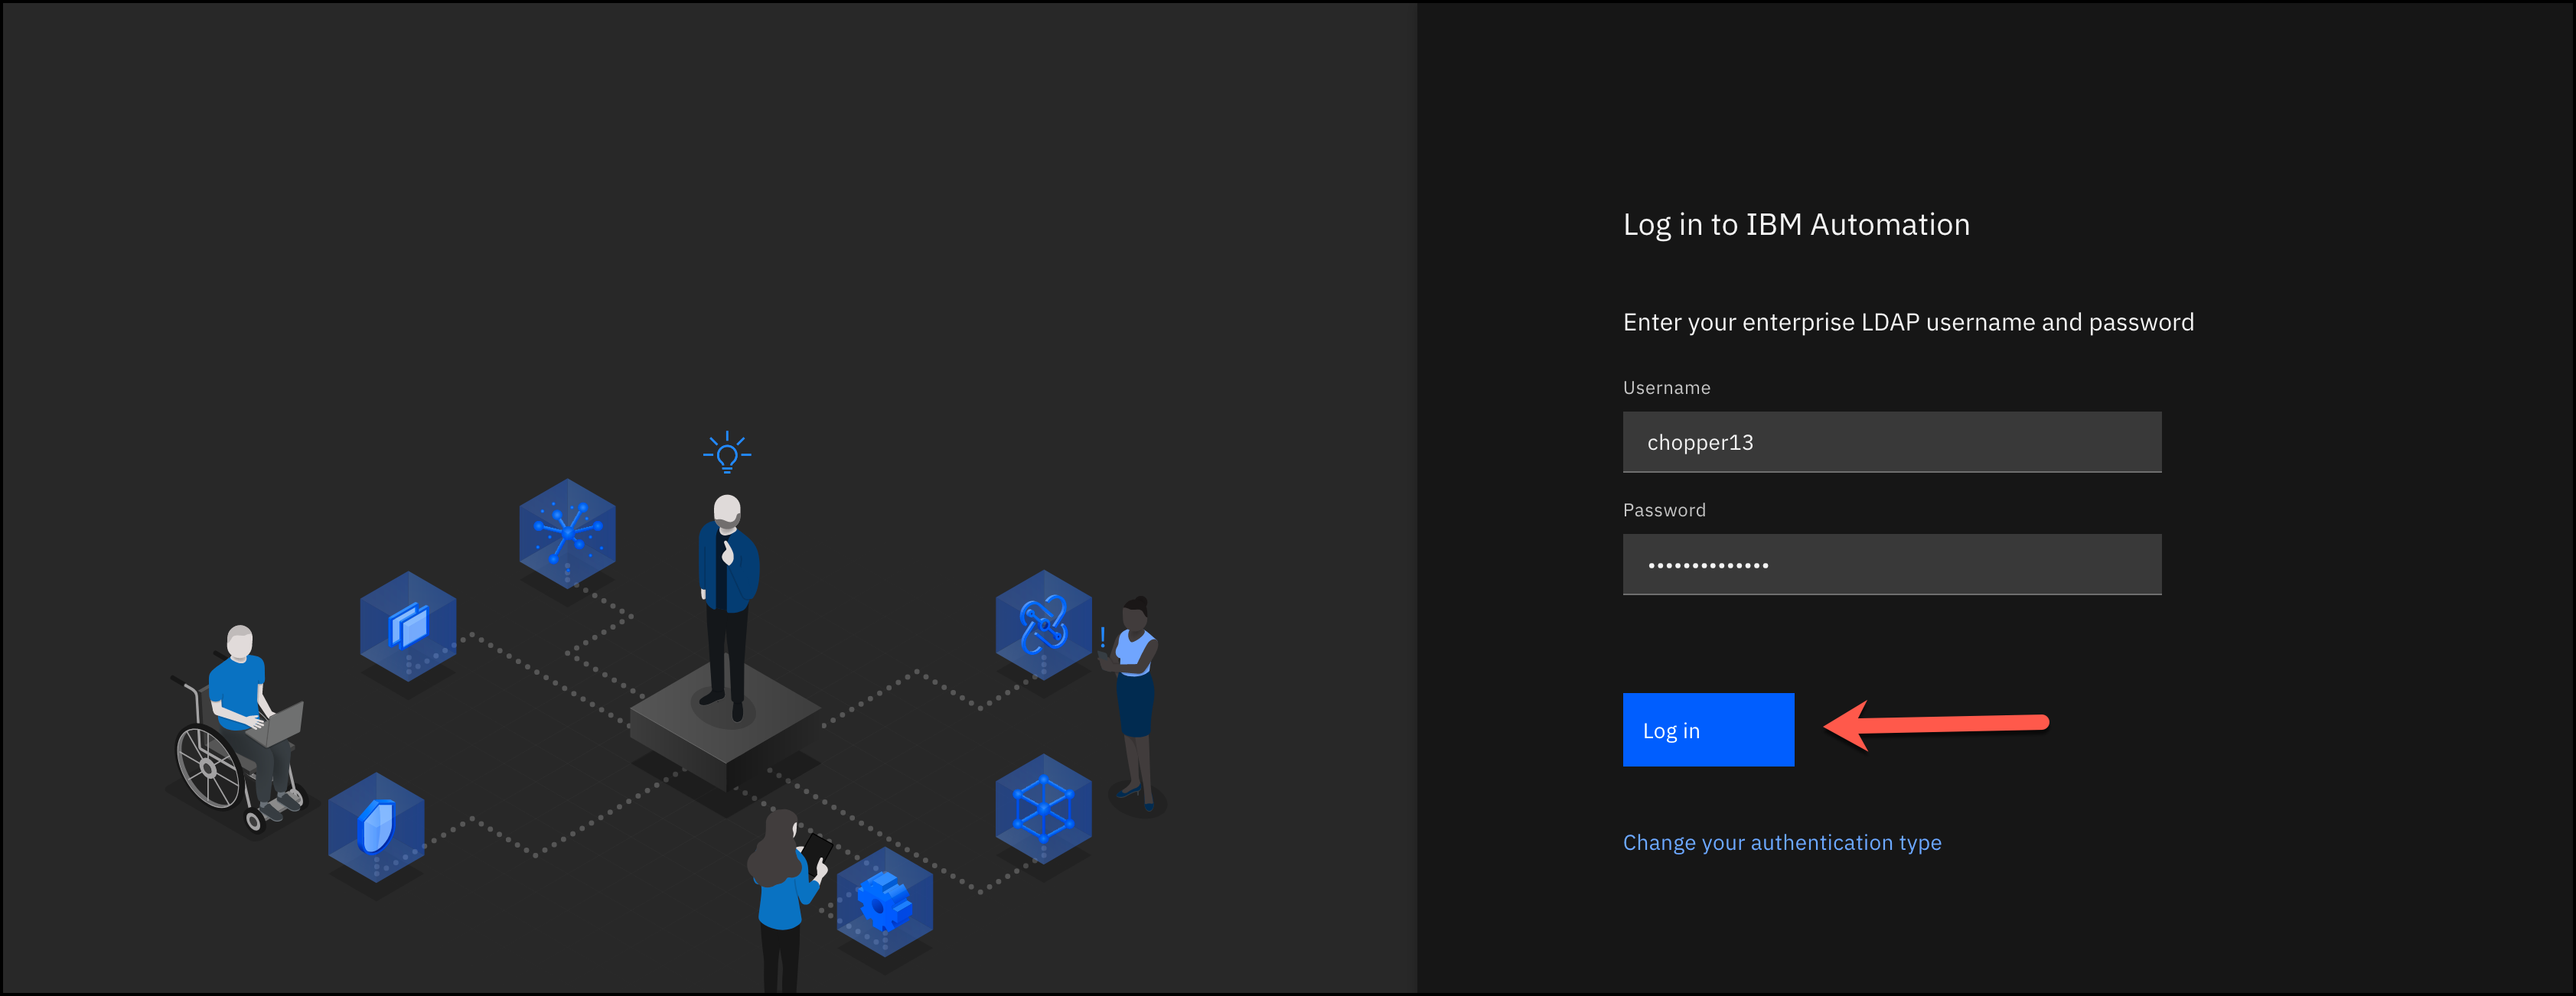 Log in to IBM Automation
Enter your enterprise LDAP username and password
Username
chopper13
Password
••••••••••••••
Log in
Change your authentication type